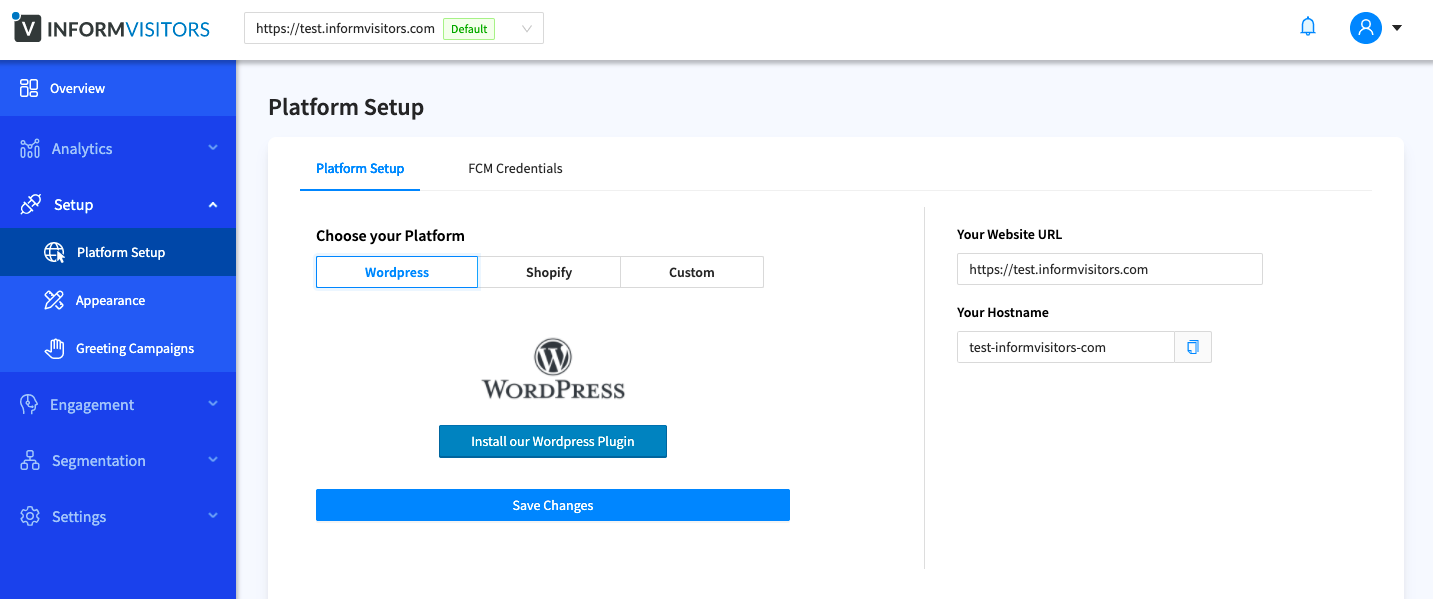 V INFORMVISITORS
https://test.informvisitors.com Default
Overview
Analytics
Setup
Platform Setup
Appearance
Greeting Campaigns
Engagement
Segmentation
Settings
Platform Setup
Platform Setup FCM Credentials
Choose your Platform
Wordpress Shopify Custom
WORDPRESS
Install our Wordpress Plugin
Save Changes
Your Website URL
https://test.informvisitors.com
Your Hostname
test-informvisitors-com